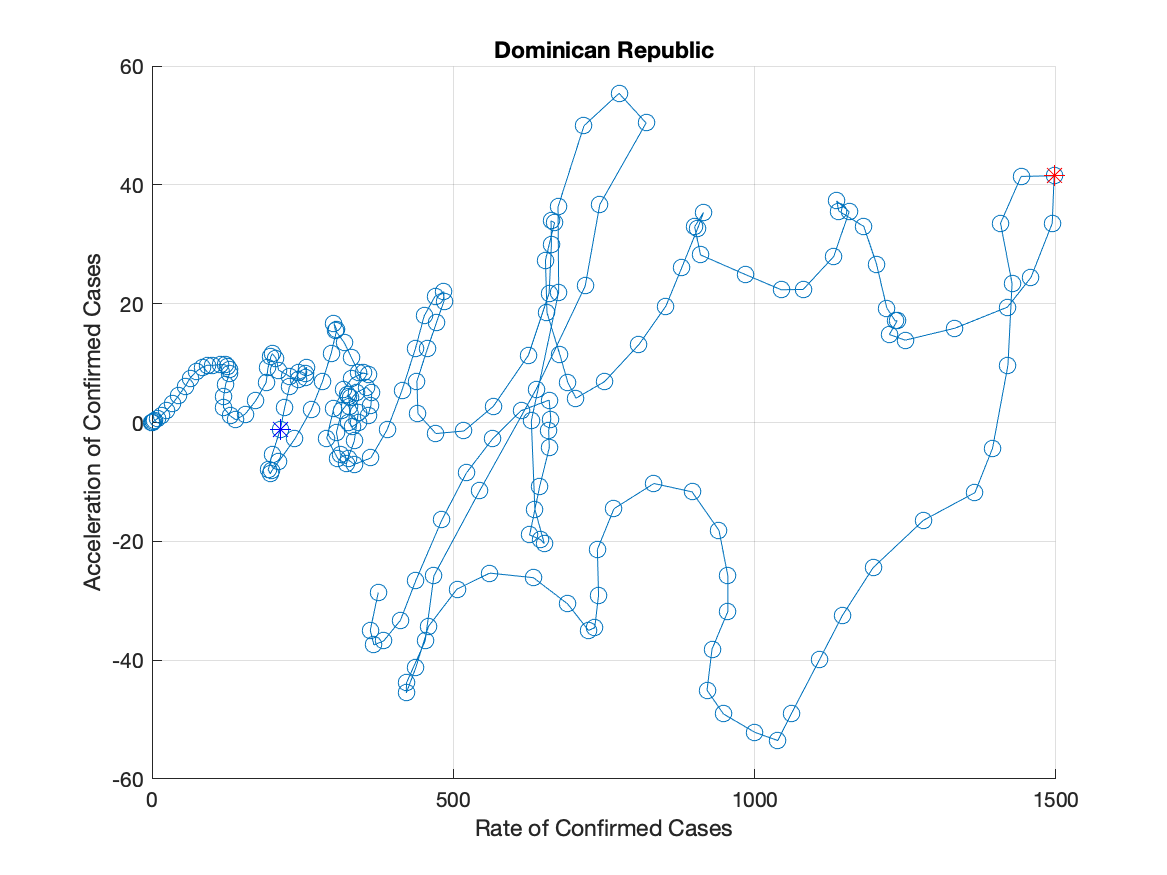 Dominican Republic
60
40
20
0
-20
-40
-60
Acceleration of Confirmed Cases
0 500 1000 1500
Rate of Confirmed Cases